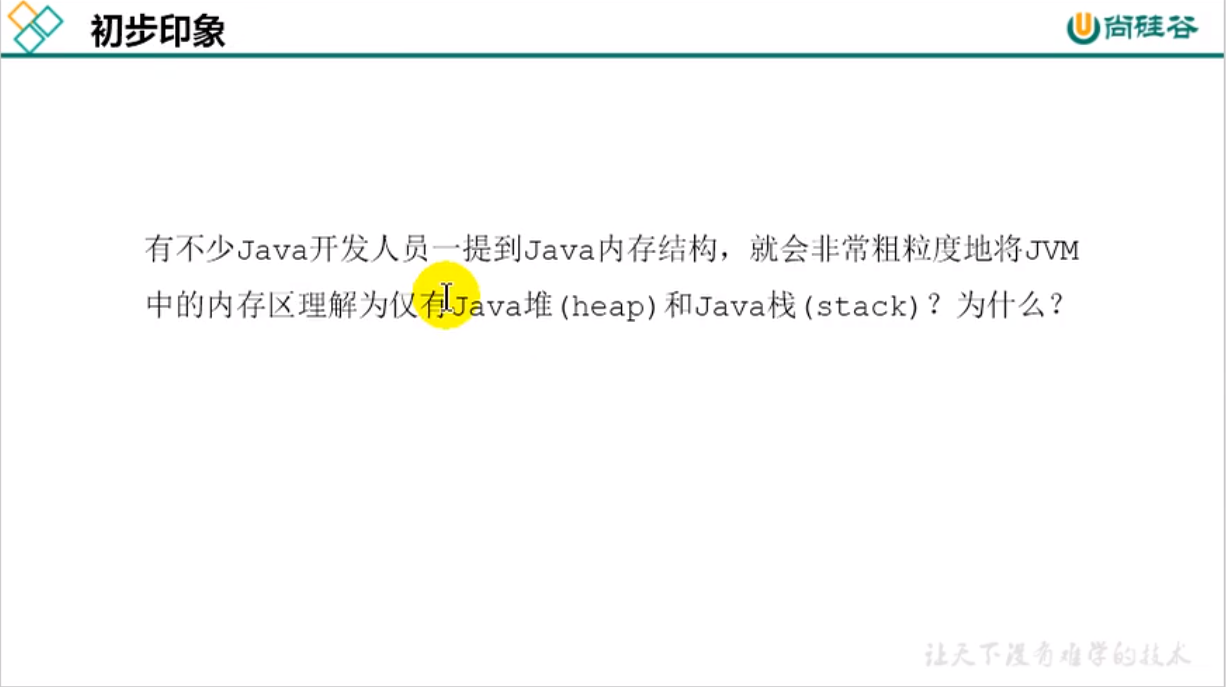 初步印象
尚硅谷
有不少Java开发人员一提到Java内存结构，就会非常粗粒度地将JVM
中的内存区理解为仅有Java堆(heap)和Java栈(stack)？为什么？
让天下没有难学的技术